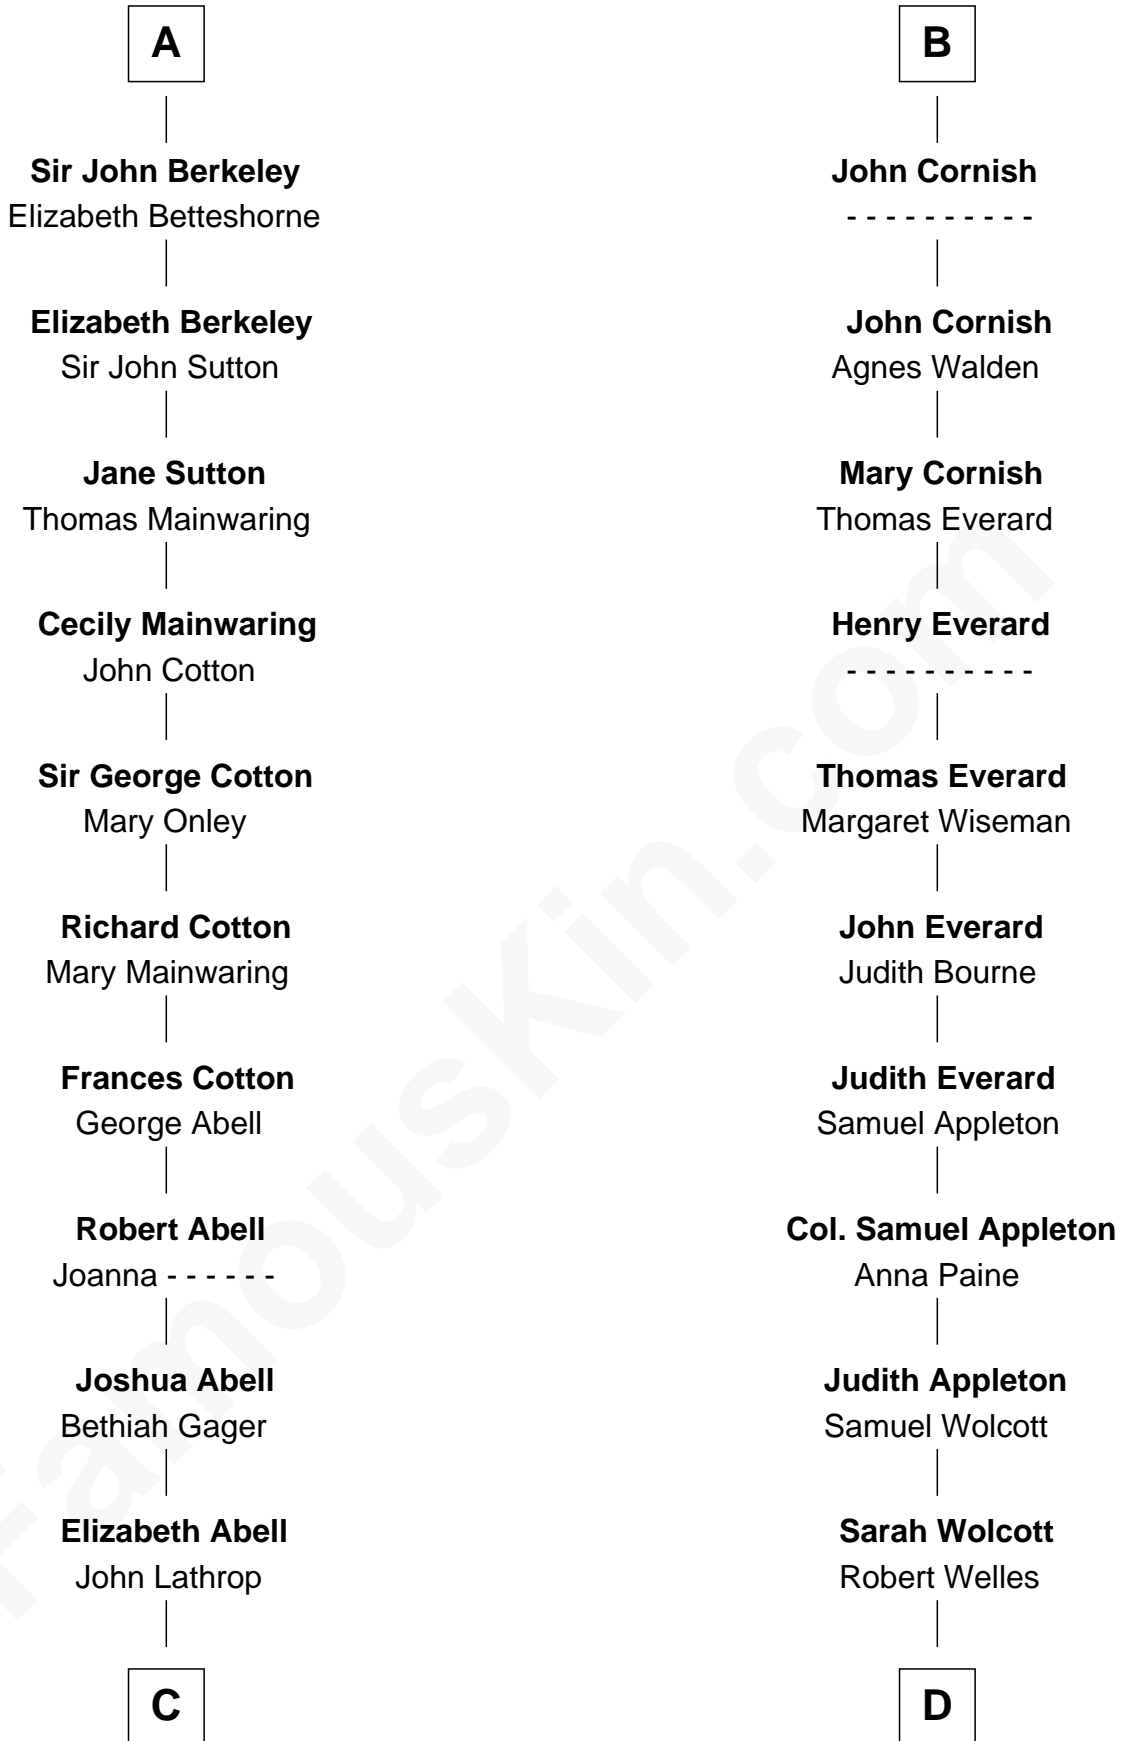 A
Sir John Berkeley
Elizabeth Betteshorne
Elizabeth Berkeley
Sir John Sutton
Jane Sutton
Thomas Mainwaring
Cecily Mainwaring
John Cotton
Sir George Cotton
Mary Onley
Richard Cotton
Mary Mainwaring
Frances Cotton
George Abell
Robert Abell
Joanna - - - - - -
Joshua Abell
Bethiah Gager
Elizabeth Abell
John Lathrop
C
B
John Cornish
- - - - - - - - - -
John Cornish
Agnes Walden
Mary Cornish
Thomas Everard
Henry Everard
- - - - - - - - - -
Thomas Everard
Margaret Wiseman
John Everard
Judith Bourne
Judith Everard
Samuel Appleton
Col. Samuel Appleton
Anna Paine
Judith Appleton
Samuel Wolcott
Sarah Wolcott
Robert Welles
D
FamousKin.com